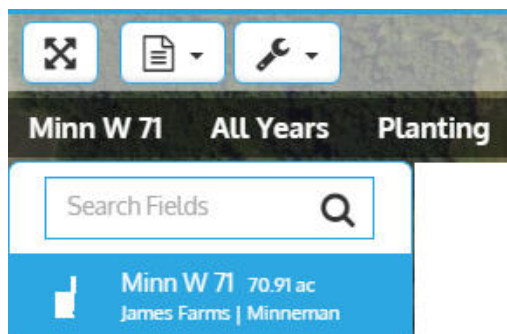 Minn W 71 All Years Planting
Search Fields
Minn W 71 70.91 ac
James Farms | Minneman